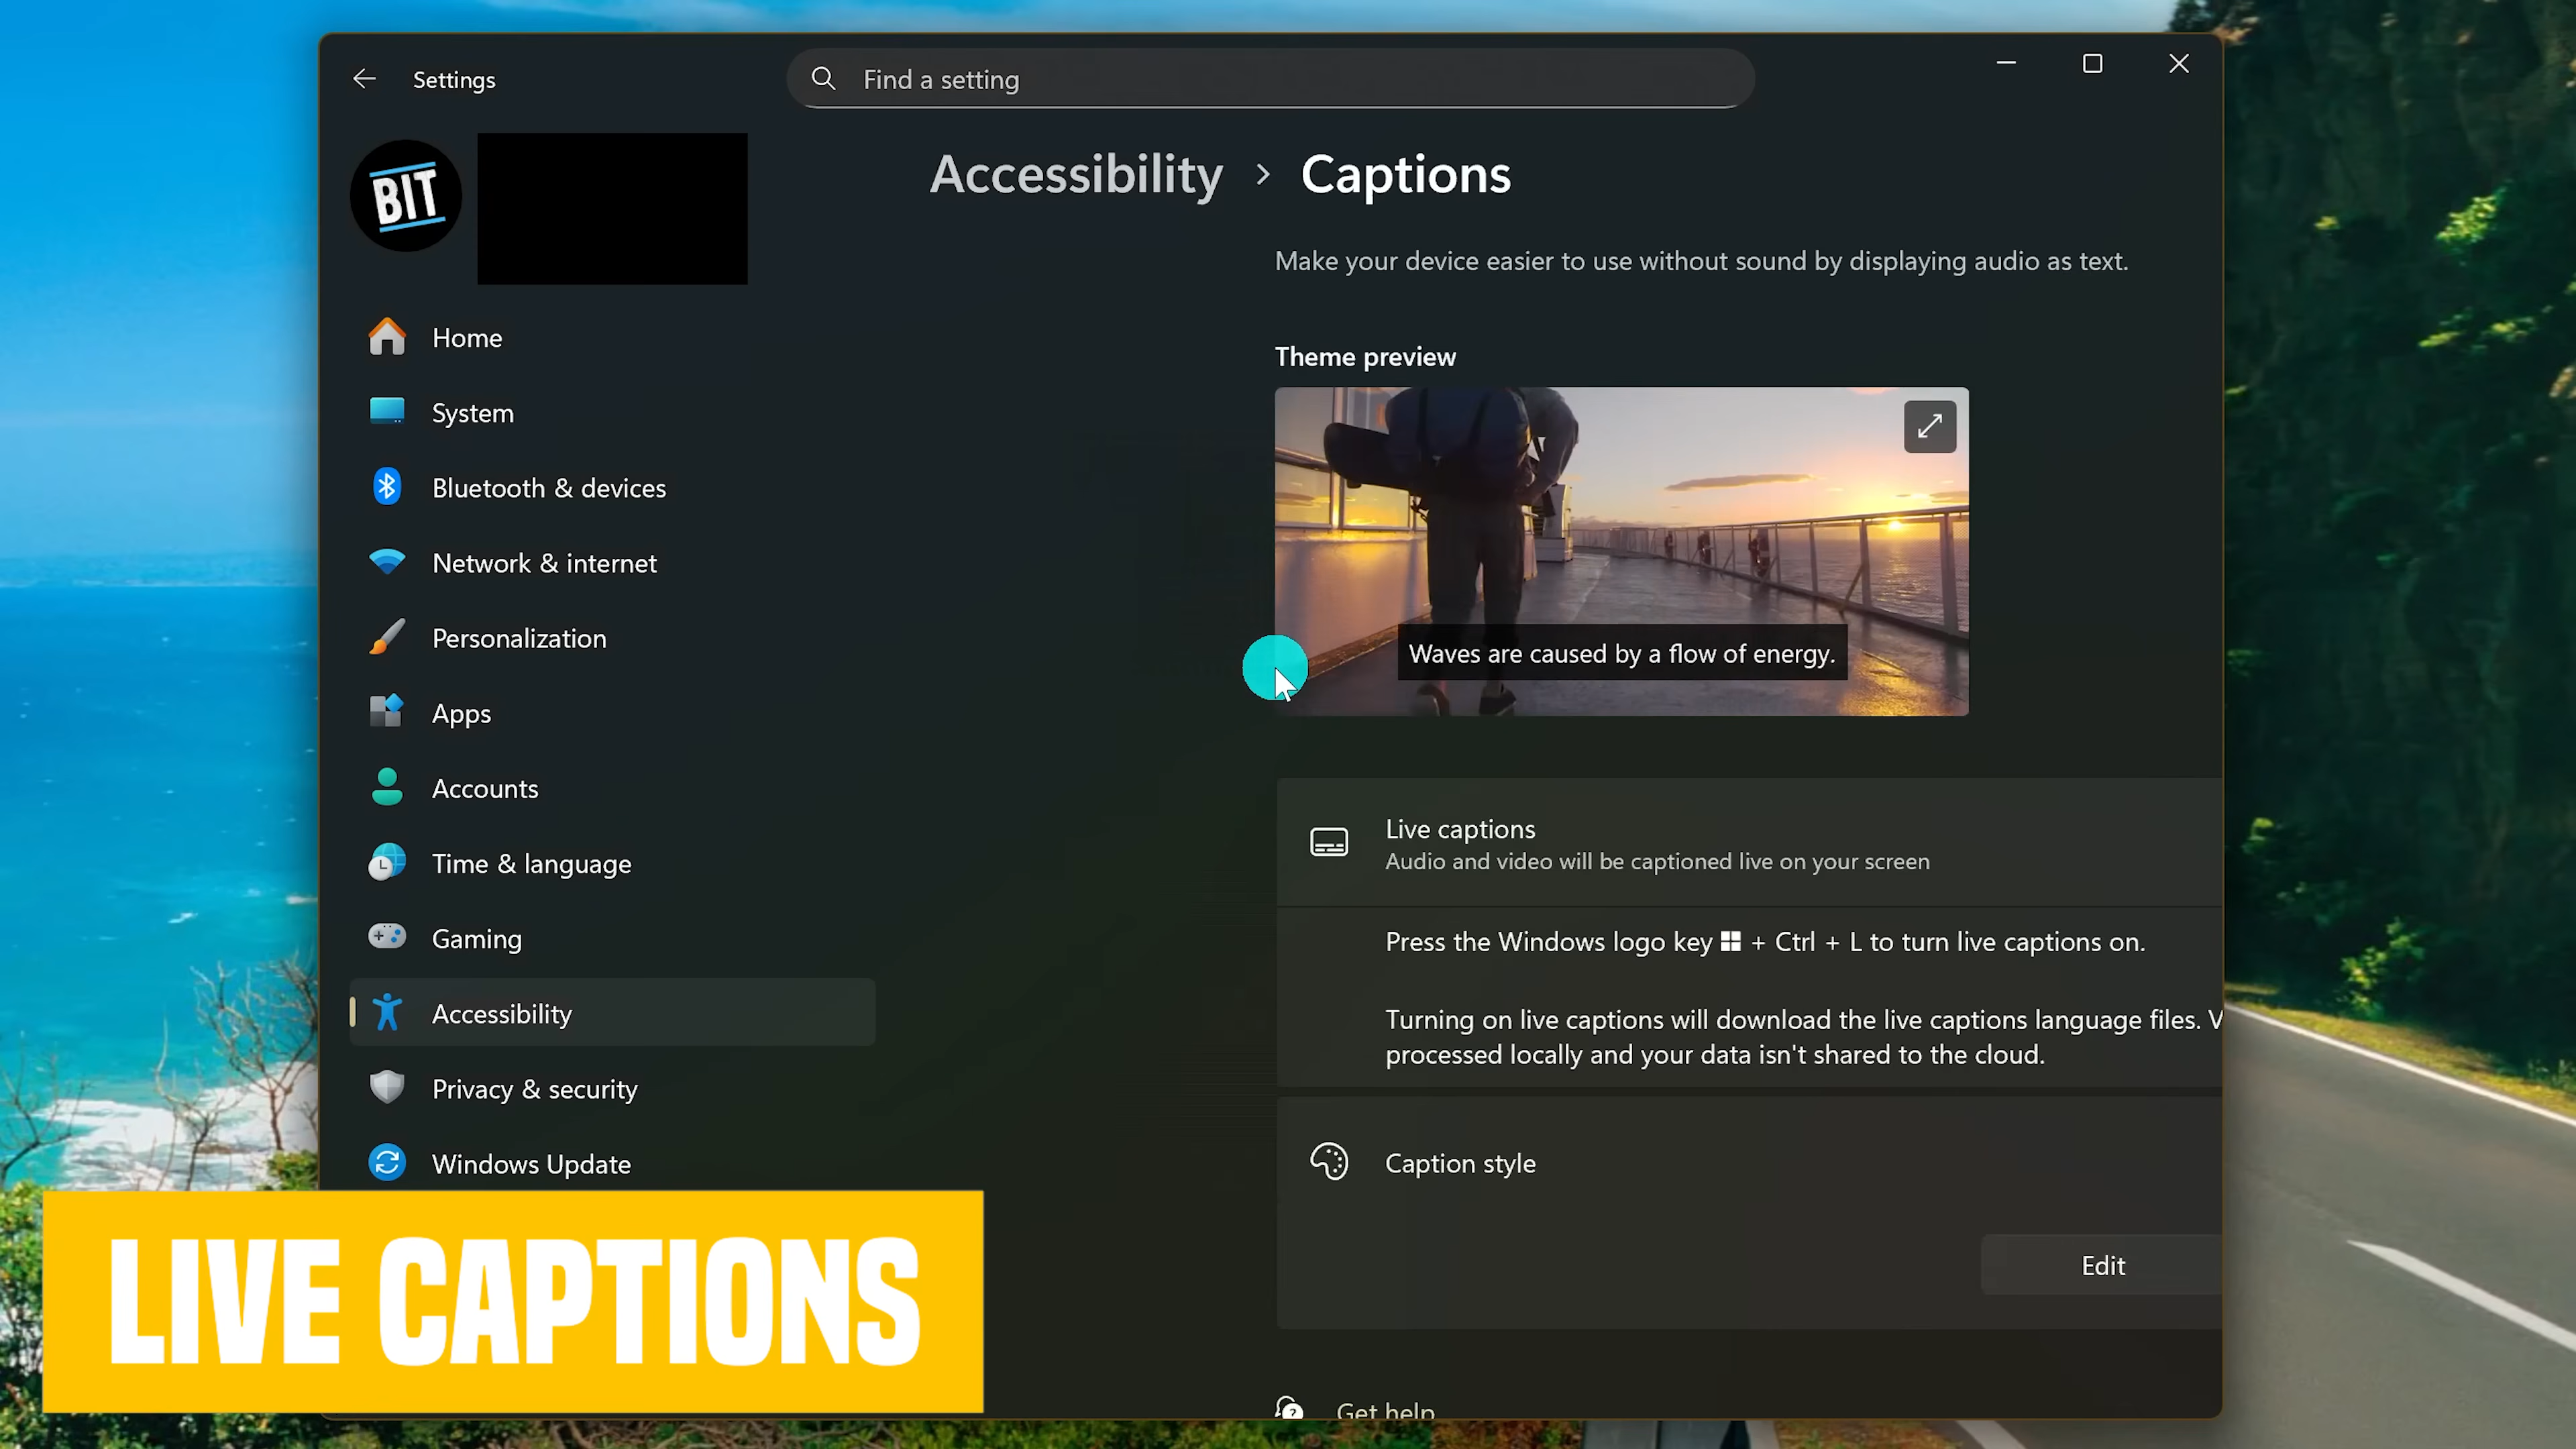 Settings
Find a setting
BIT
Accessibility > Captions
Make your device easier to use without sound by displaying audio as text.
Home
System
Bluetooth & devices
Network & internet
Personalization
Apps
Accounts
Time & language
Gaming
Accessibility
Privacy & security
Windows Update
Theme preview
Waves are caused by a flow of energy.
Live captions
Audio and video will be captioned live on your screen
Press the Windows logo key + Ctrl + L to turn live captions on.
Turning on live captions will download the live captions language files. V
processed locally and your data isn't shared to the cloud.
Caption style
Edit
Get help
LIVE CAPTIONS